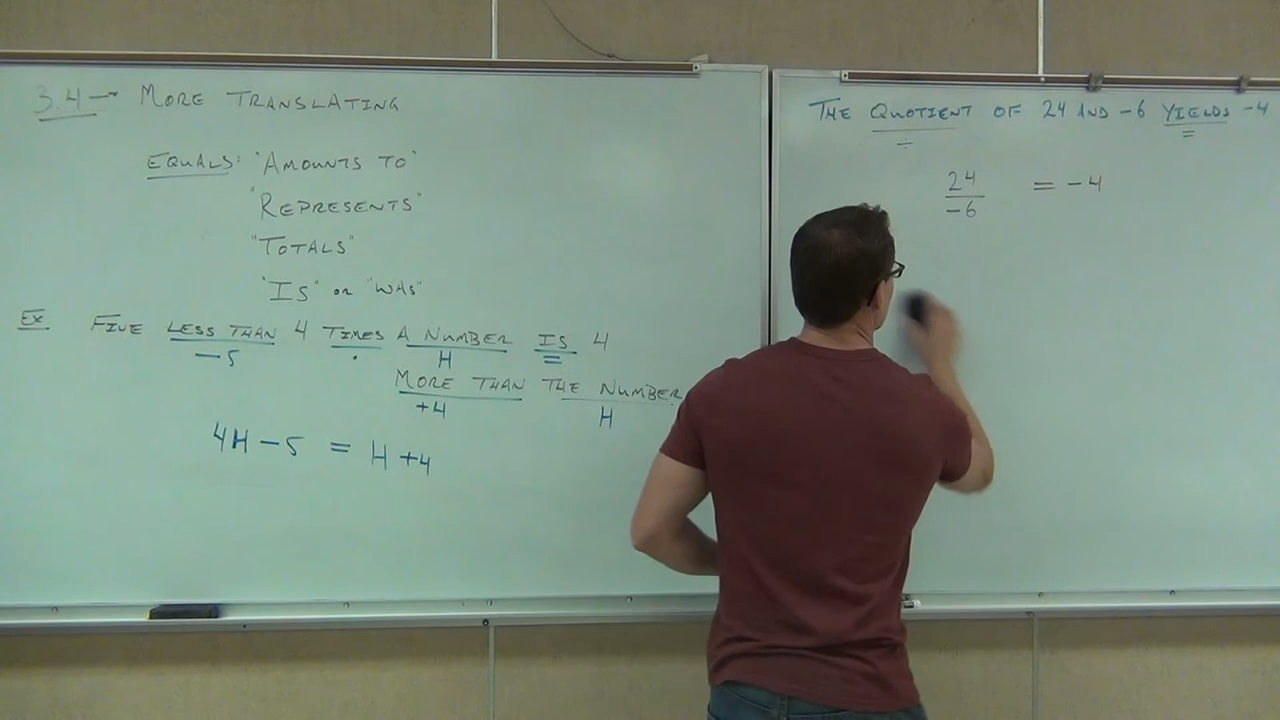 3.4 → MORE TRANSLATING
EQUALS: "AMOUNTS TO"
"REPRESENTS"
"TOTALS"
"IS" OR "WAS"
EX FIVE LESS THAN 4 TIMES A NUMBER IS 4
-5 · H =
MORE THAN THE NUMBER.
+4 H
4H - 5 = H + 4
THE QUOTIENT OF 24 AND -6 YIELDS -4
÷ =
24
-6 = -4